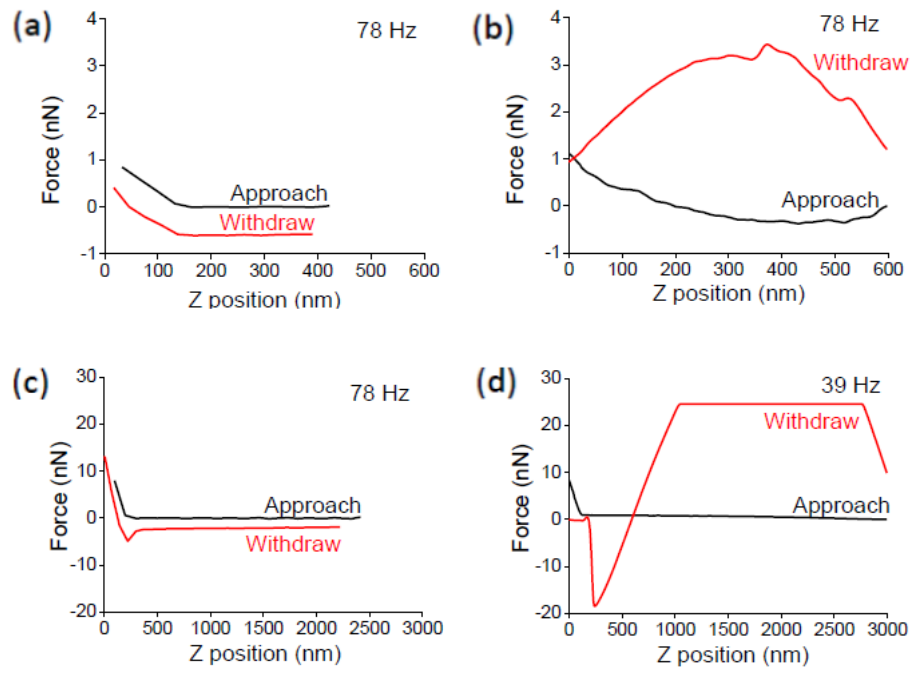 (a)
78 Hz
4
3
2
1
0
-1
Force (nN)
Approach
Withdraw
0 100 200 300 400 500 600
Z position (nm)
(b)
78 Hz
4
3
2
1
0
-1
Force (nN)
Withdraw
Approach
0 100 200 300 400 500 600
Z position (nm)
(c)
78 Hz
30
20
10
0
-10
-20
Force (nN)
Approach
Withdraw
0 500 1000 1500 2000 2500 3000
Z position (nm)
(d)
39 Hz
30
20
10
0
-10
-20
Force (nN)
Withdraw
Approach
0 500 1000 1500 2000 2500 3000
Z position (nm)